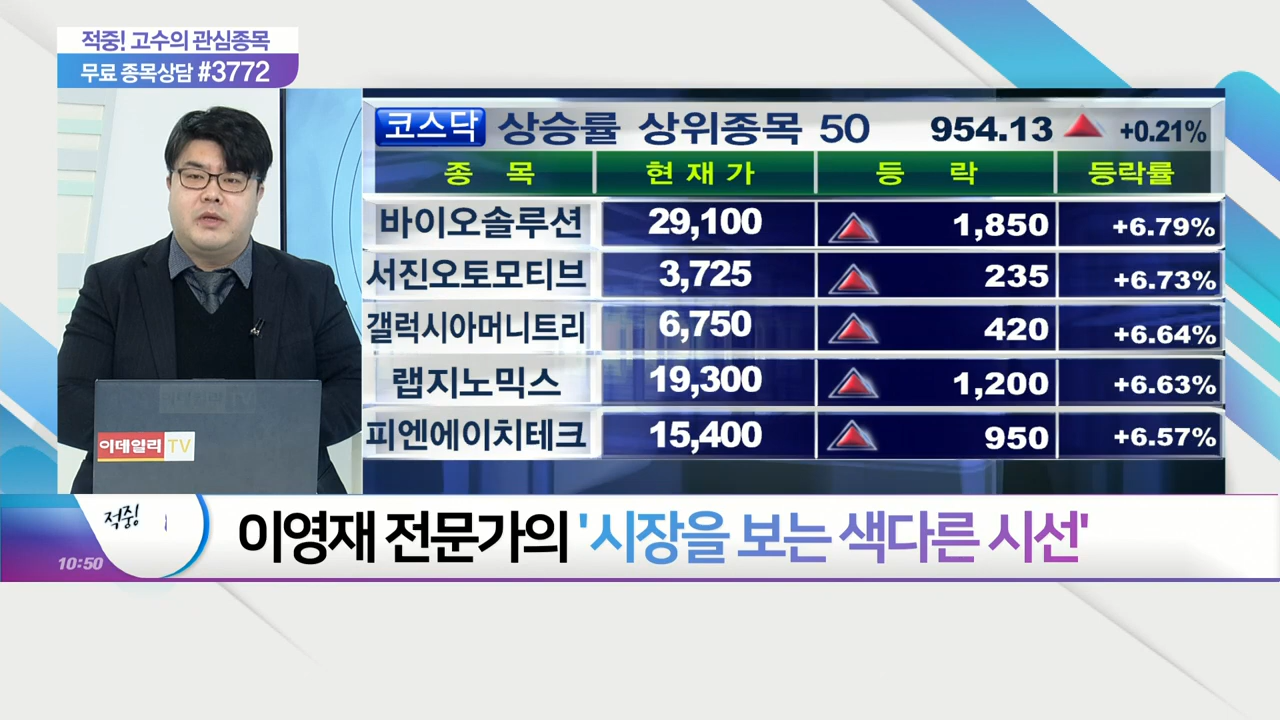 적중! 고수의 관심종목
무료 종목상담 #3772
코스닥 상승률 상위종목 50 954.13 +0.21%
종 목 현 재 가 등 락 등락률
바이오솔루션 29,100 1,850 +6.79%
서진오토모티브 3,725 235 +6.73%
갤럭시아머니트리 6,750 420 +6.64%
랩지노믹스 19,300 1,200 +6.63%
피엔에이치테크 15,400 950 +6.57%
이데일리 TV
적중!
10:50
이영재 전문가의 '시장을 보는 색다른 시선'